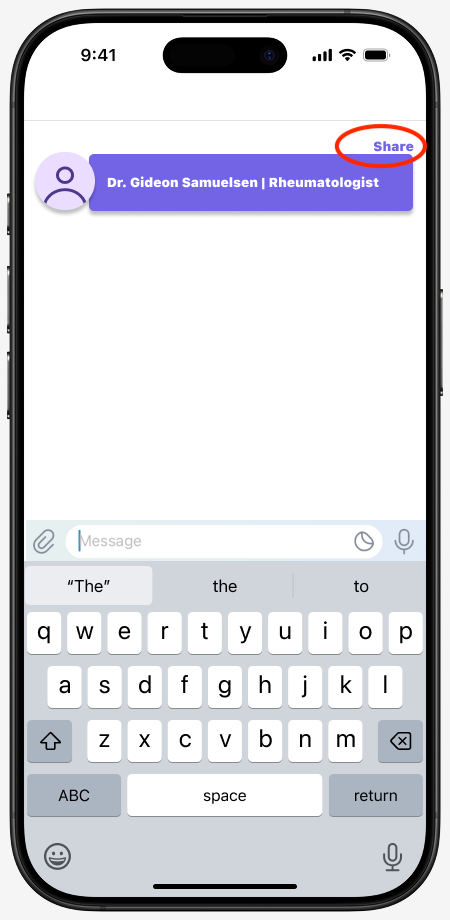 9:41
Share
Dr. Gideon Samuelsen | Rheumatologist
Message
“The” the to
q w e r t y u i o p
a s d f g h j k l
z x c v b n m
ABC space return